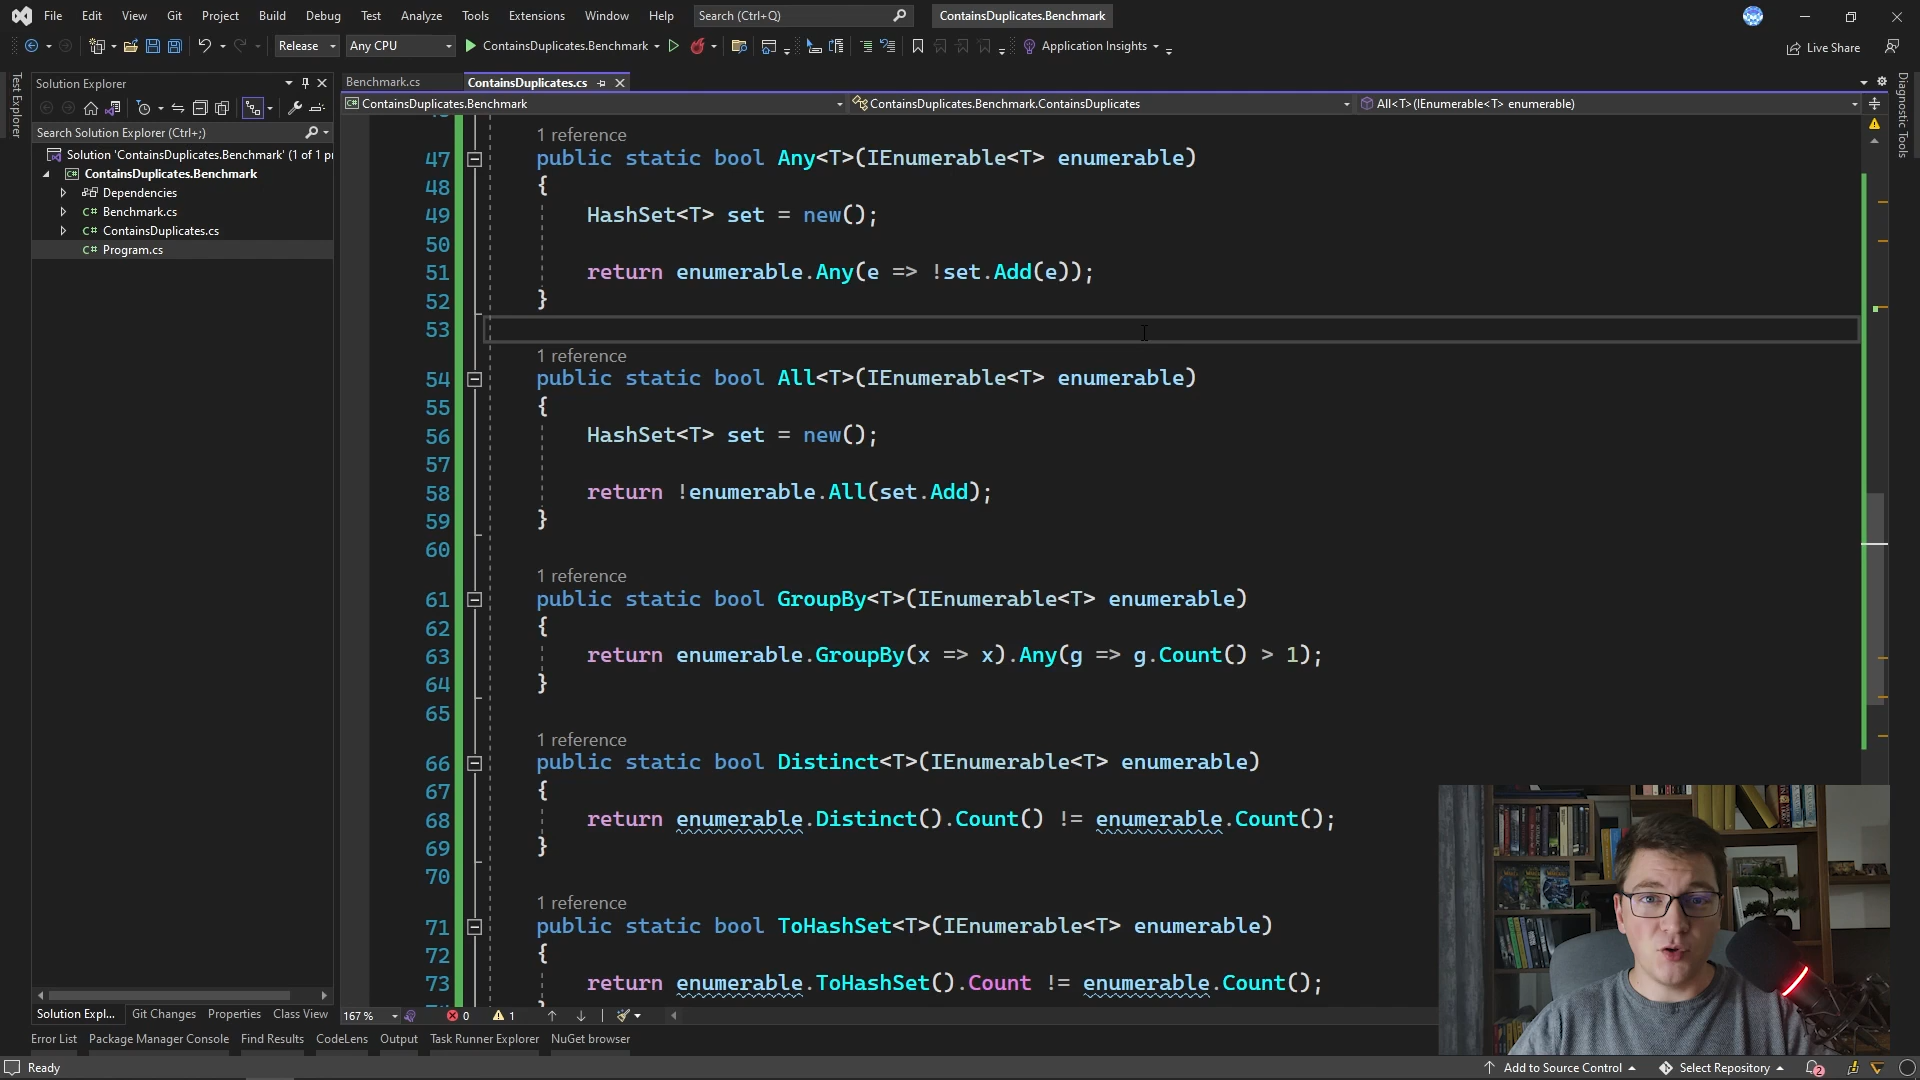 File Edit View Git Project Build Debug Test Analyze Tools Extensions Window Help Search (Ctrl+Q) ContainsDuplicates.Benchmark
Release Any CPU ContainsDuplicates.Benchmark Application Insights Live Share
Test Explorer
Solution Explorer
Search Solution Explorer (Ctrl+;)
Solution 'ContainsDuplicates.Benchmark' (1 of 1 pr
ContainsDuplicates.Benchmark
Dependencies
Benchmark.cs
ContainsDuplicates.cs
Program.cs
Solution Expl... Git Changes Properties Class View
Benchmark.cs ContainsDuplicates.cs
ContainsDuplicates.Benchmark ContainsDuplicates.Benchmark.ContainsDuplicates All<T>(IEnumerable<T> enumerable)
Diagnostic Tools
1 reference
47 public static bool Any<T>(IEnumerable<T> enumerable)
48 {
49 HashSet<T> set = new();
50
51 return enumerable.Any(e => !set.Add(e));
52 }
53
1 reference
54 public static bool All<T>(IEnumerable<T> enumerable)
55 {
56 HashSet<T> set = new();
57
58 return !enumerable.All(set.Add);
59 }
60
1 reference
61 public static bool GroupBy<T>(IEnumerable<T> enumerable)
62 {
63 return enumerable.GroupBy(x => x).Any(g => g.Count() > 1);
64 }
65
1 reference
66 public static bool Distinct<T>(IEnumerable<T> enumerable)
67 {
68 return enumerable.Distinct().Count() != enumerable.Count();
69 }
70
1 reference
71 public static bool ToHashSet<T>(IEnumerable<T> enumerable)
72 {
73 return enumerable.ToHashSet().Count != enumerable.Count();
167 % 0 1
Error List Package Manager Console Find Results CodeLens Output Task Runner Explorer NuGet browser
Ready Add to Source Control Select Repository 2